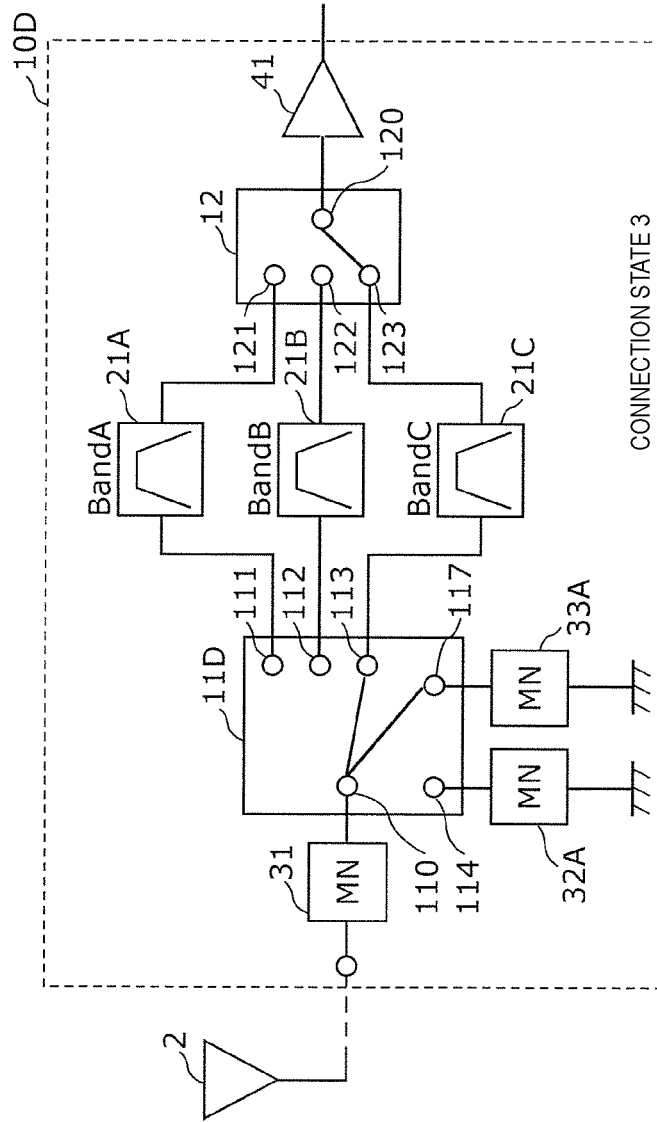 10D
2
31
MN
11D
110
111
112
113
114
117
MN
32A
MN
33A
BandA
21A
BandB
21B
BandC
21C
12
121
122
123
120
41
CONNECTION STATE 3